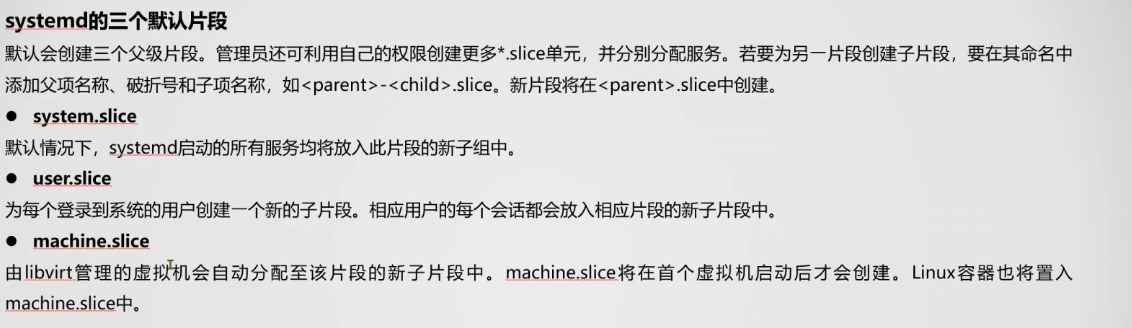 systemd的三个默认片段
默认会创建三个父级片段。管理员还可利用自己的权限创建更多*.slice单元，并分别分配服务。若要为另一片段创建子片段，要在其命名中
添加父项名称、破折号和子项名称，如<parent>-<child>.slice。新片段将在<parent>.slice中创建。
● system.slice
默认情况下，systemd启动的所有服务均将放入此片段的新子组中。
● user.slice
为每个登录到系统的用户创建一个新的子片段。相应用户的每个会话都会放入相应片段的新子片段中。
● machine.slice
由libvirt管理的虚拟机会自动分配至该片段的新子片段中。machine.slice将在首个虚拟机启动后才会创建。Linux容器也将置入
machine.slice中。